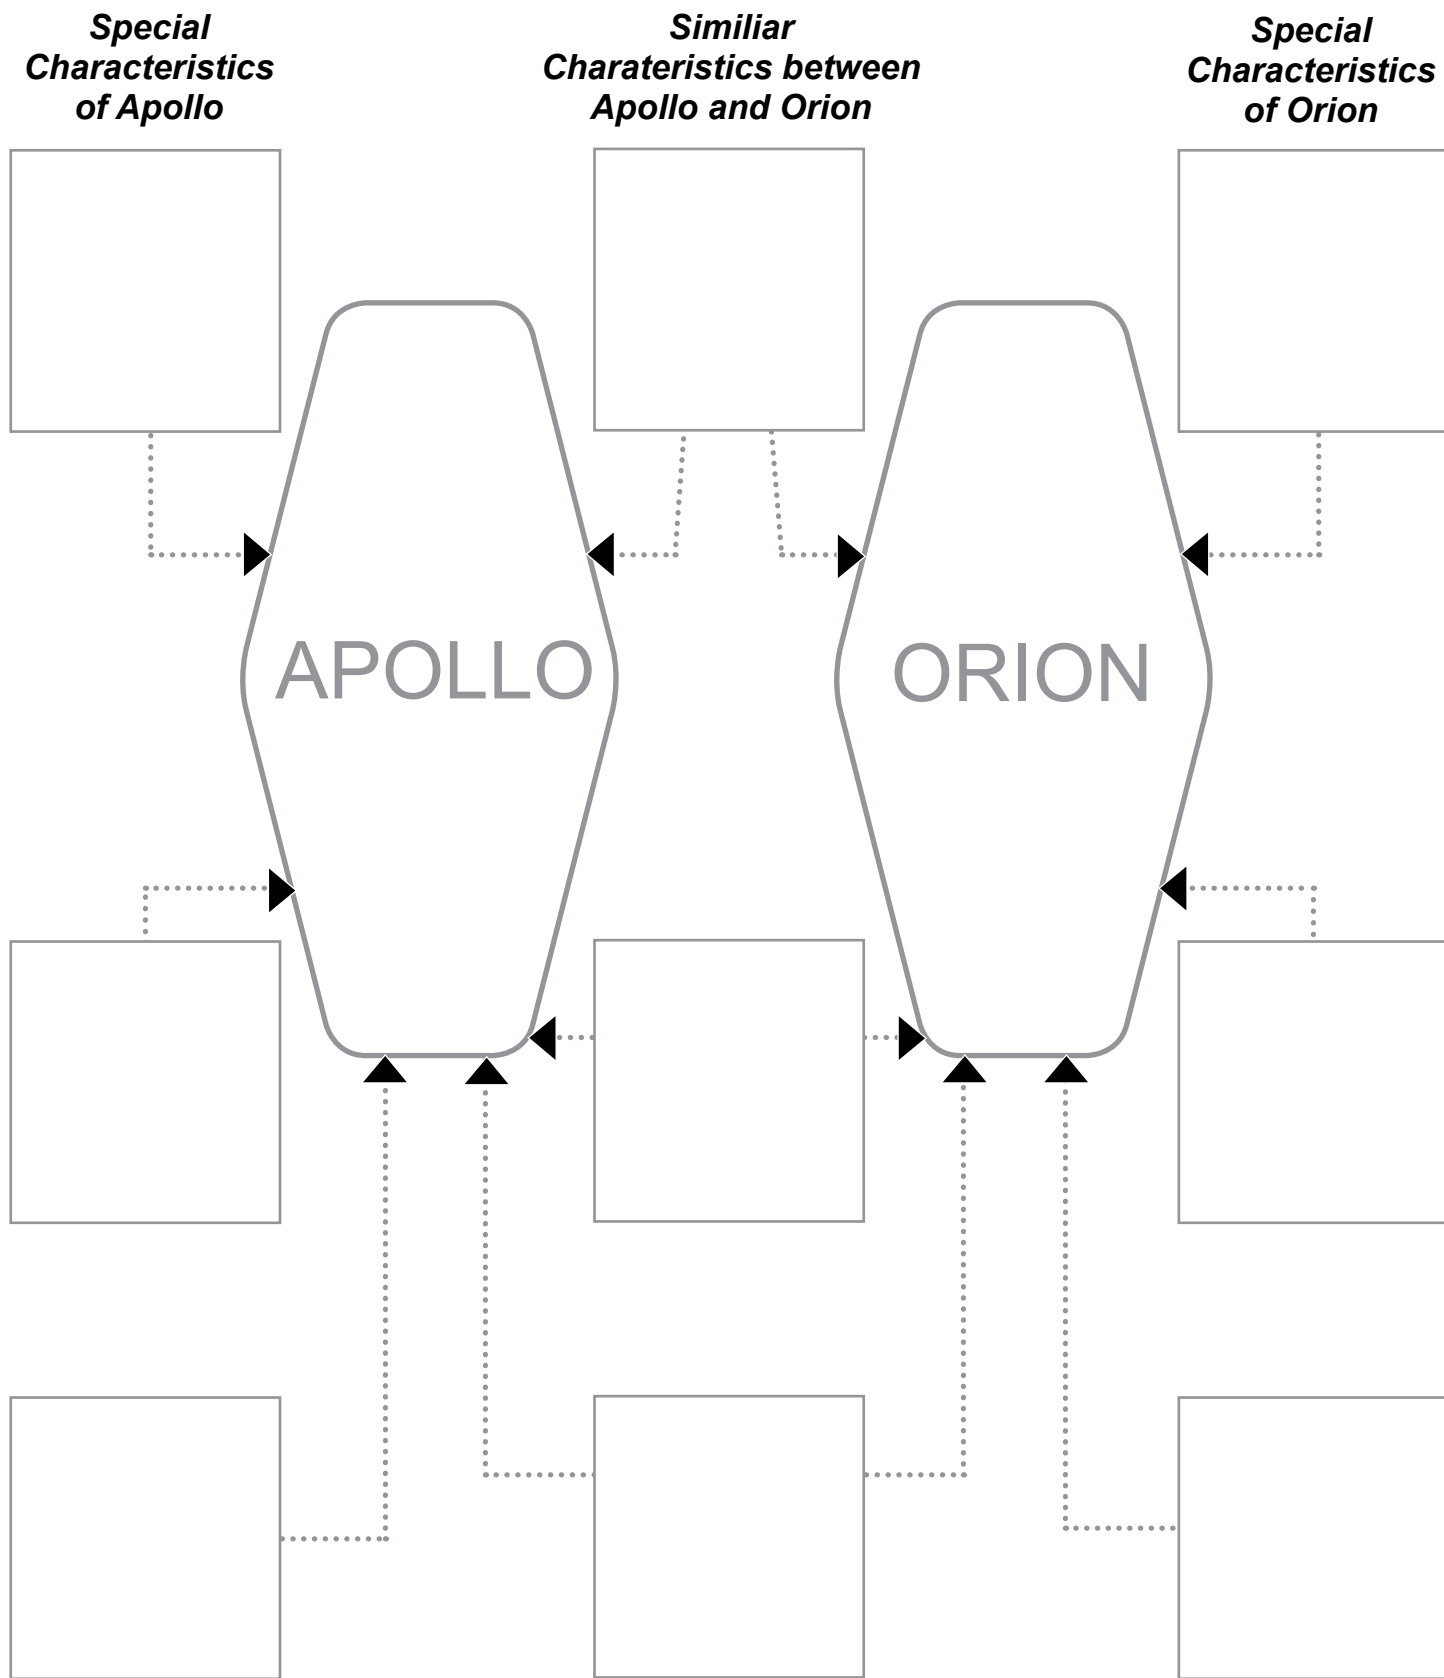 Special
Characteristics
of Apollo
Similiar
Charateristics between
Apollo and Orion
Special
Characteristics
of Orion
APOLLO
ORION